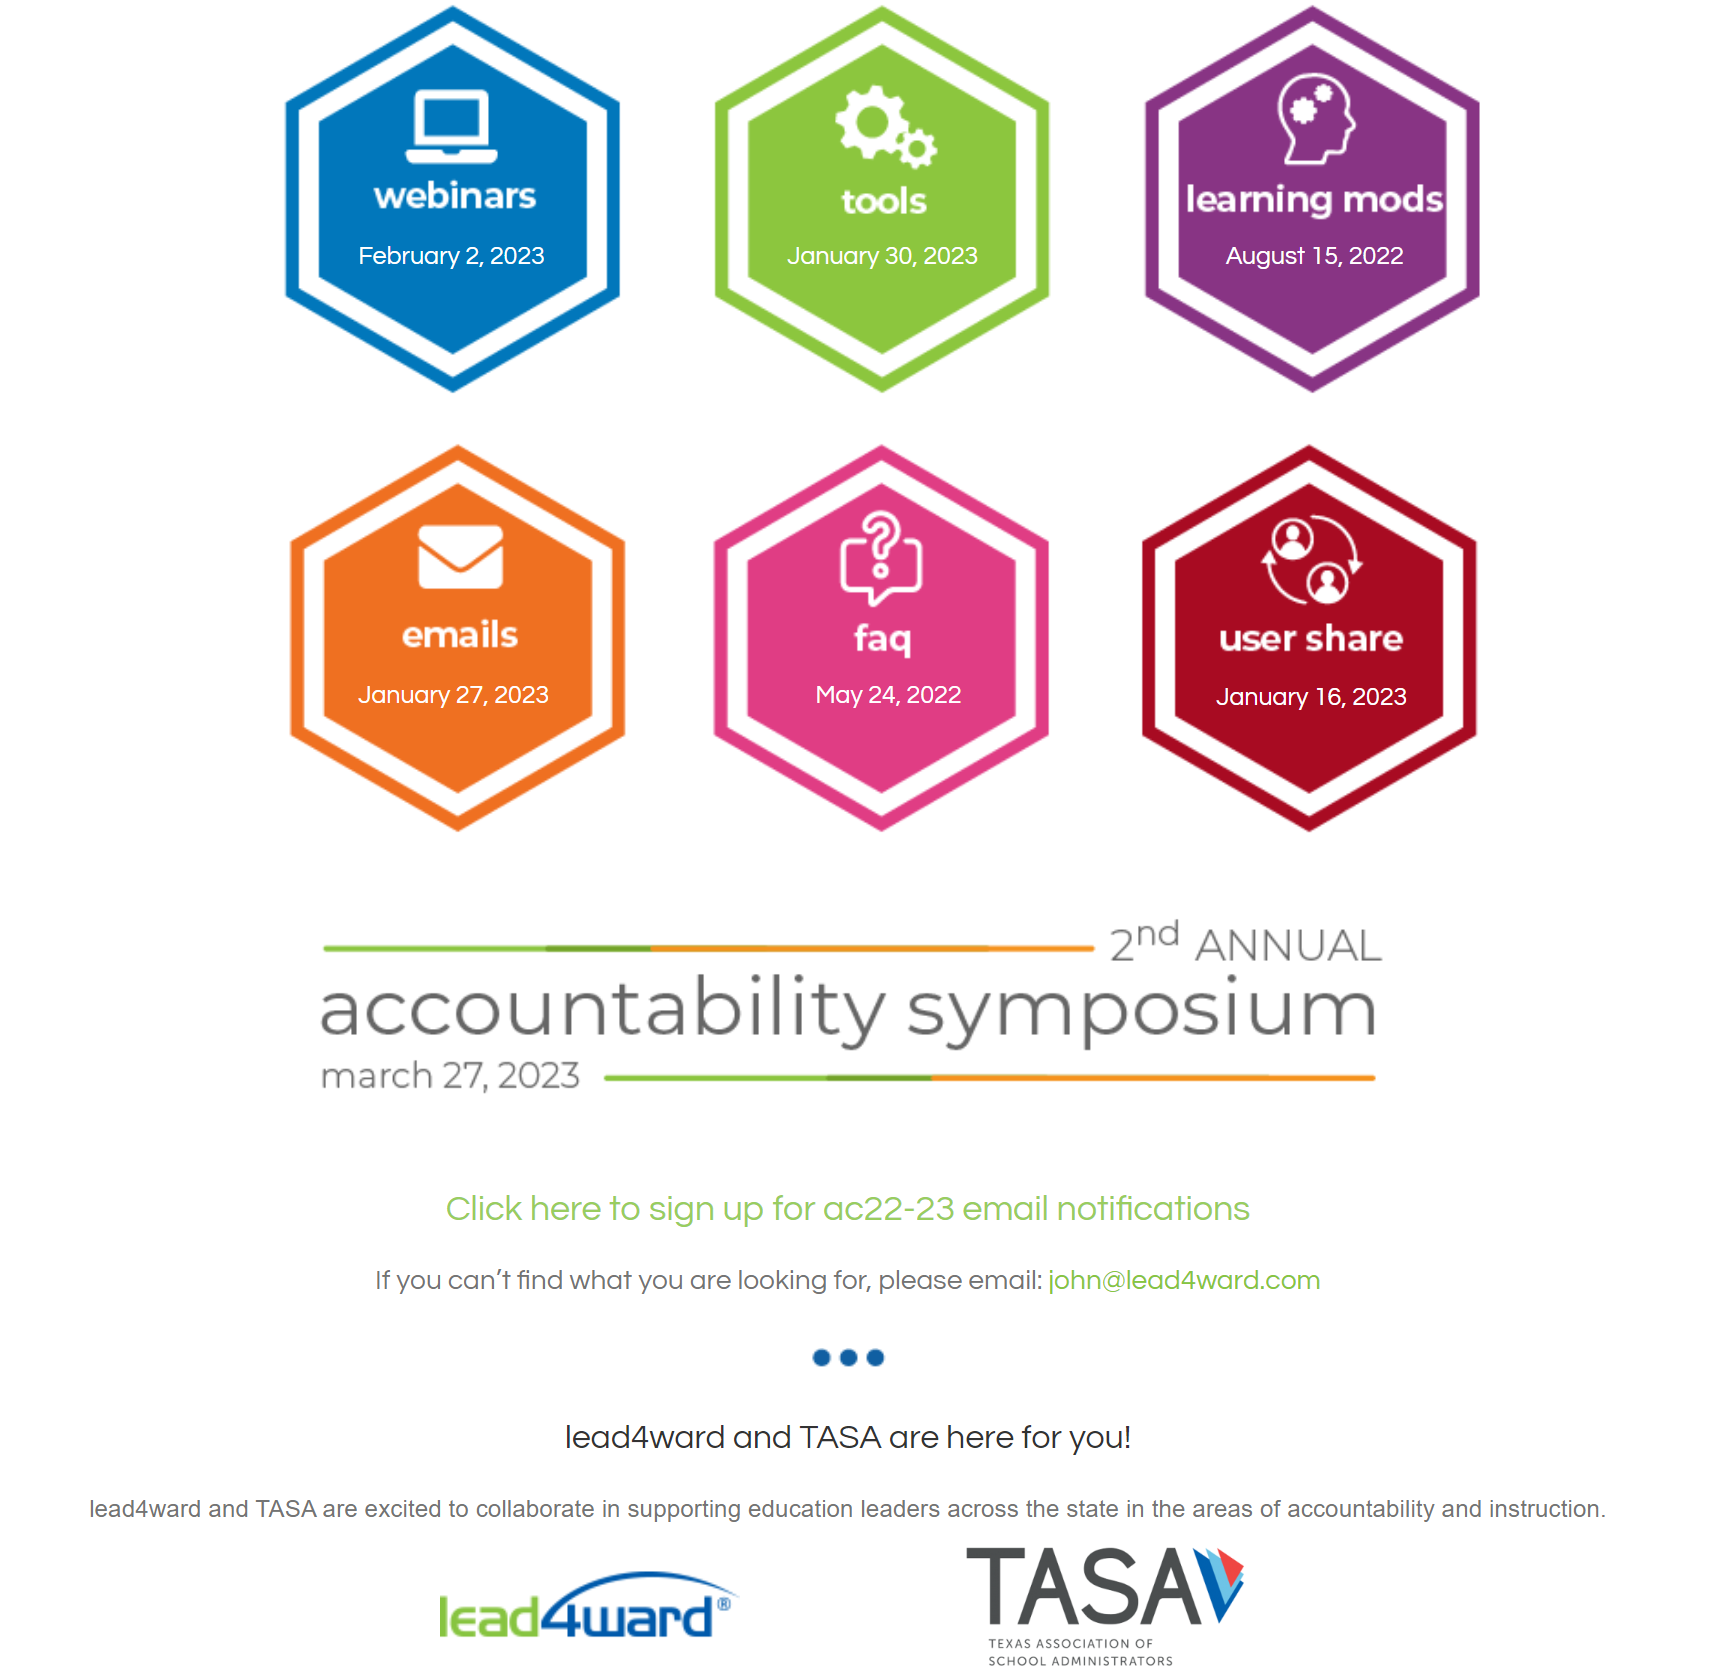 webinars
February 2, 2023
tools
January 30, 2023
learning mods
August 15, 2022
emails
January 27, 2023
faq
May 24, 2022
user share
January 16, 2023
2nd ANNUAL
accountability symposium
march 27, 2023
Click here to sign up for ac22-23 email notifications
If you can’t find what you are looking for, please email: john@lead4ward.com
lead4ward and TASA are here for you!
lead4ward and TASA are excited to collaborate in supporting education leaders across the state in the areas of accountability and instruction.
lead4ward®
TASA
TEXAS ASSOCIATION OF
SCHOOL ADMINISTRATORS